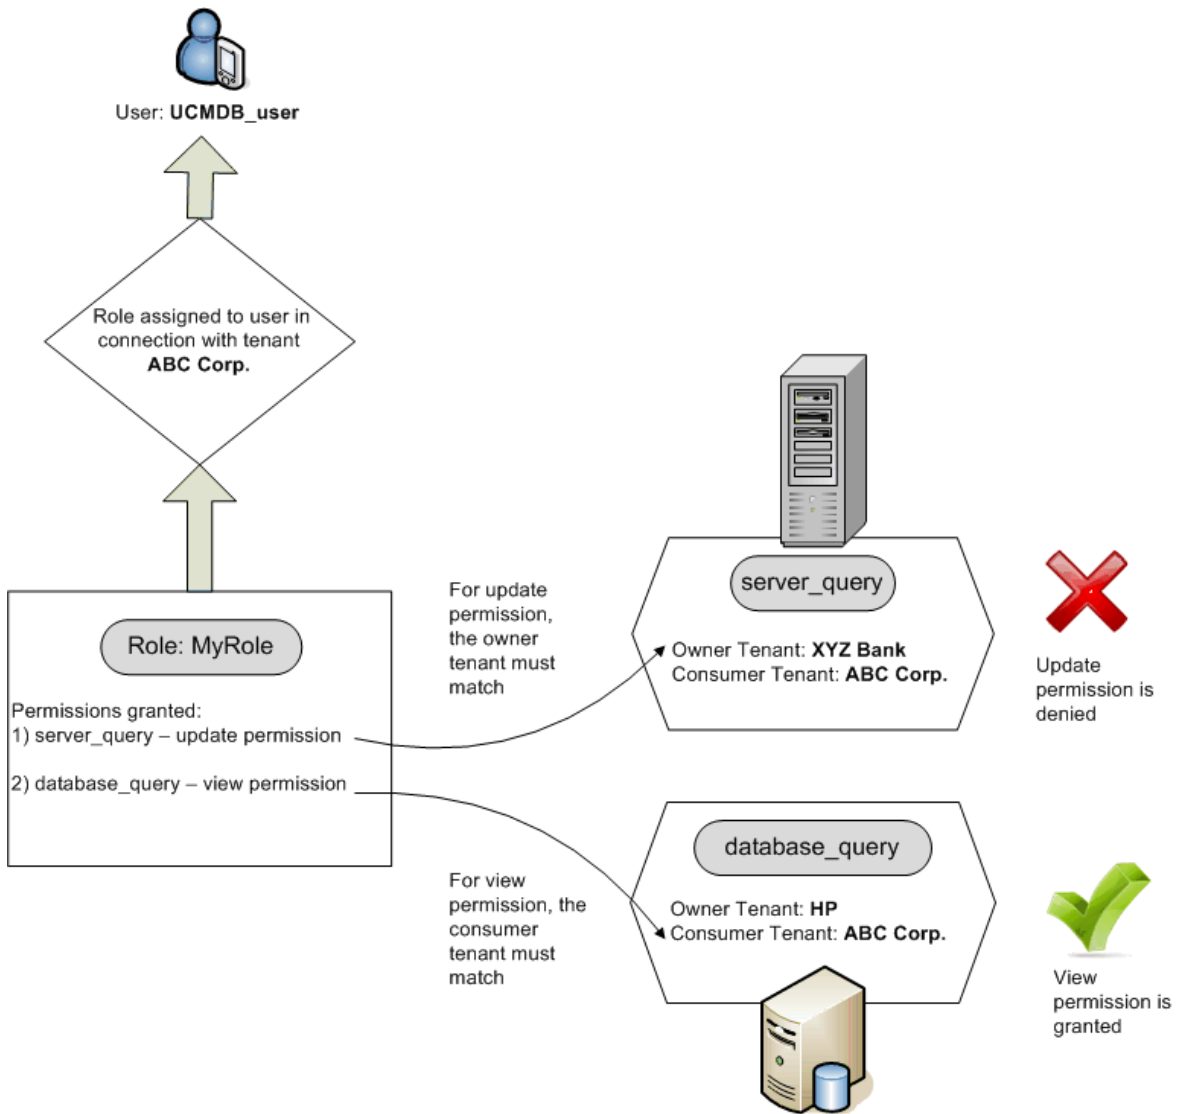 User: UCMDB_user
Role assigned to user in
connection with tenant
ABC Corp.
Role: MyRole
Permissions granted:
1) server_query – update permission
2) database_query – view permission
For update
permission,
the owner
tenant must
match
server_query
Owner Tenant: XYZ Bank
Consumer Tenant: ABC Corp.
Update
permission is
denied
For view
permission, the
consumer
tenant must
match
database_query
Owner Tenant: HP
Consumer Tenant: ABC Corp.
View
permission is
granted